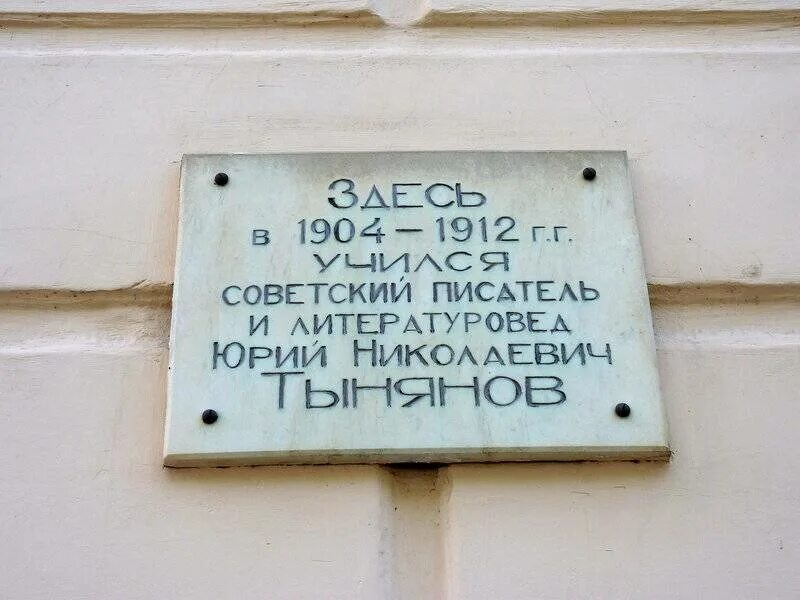 Здесь
в 1904 – 1912 г.г.
учился
советский писатель
и литературовед
Юрий Николаевич
Тынянов